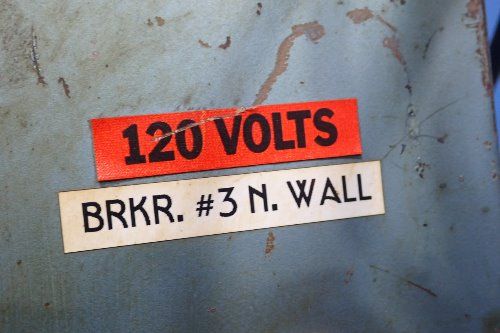 120 VOLTS
BRKR. #3 N. WALL